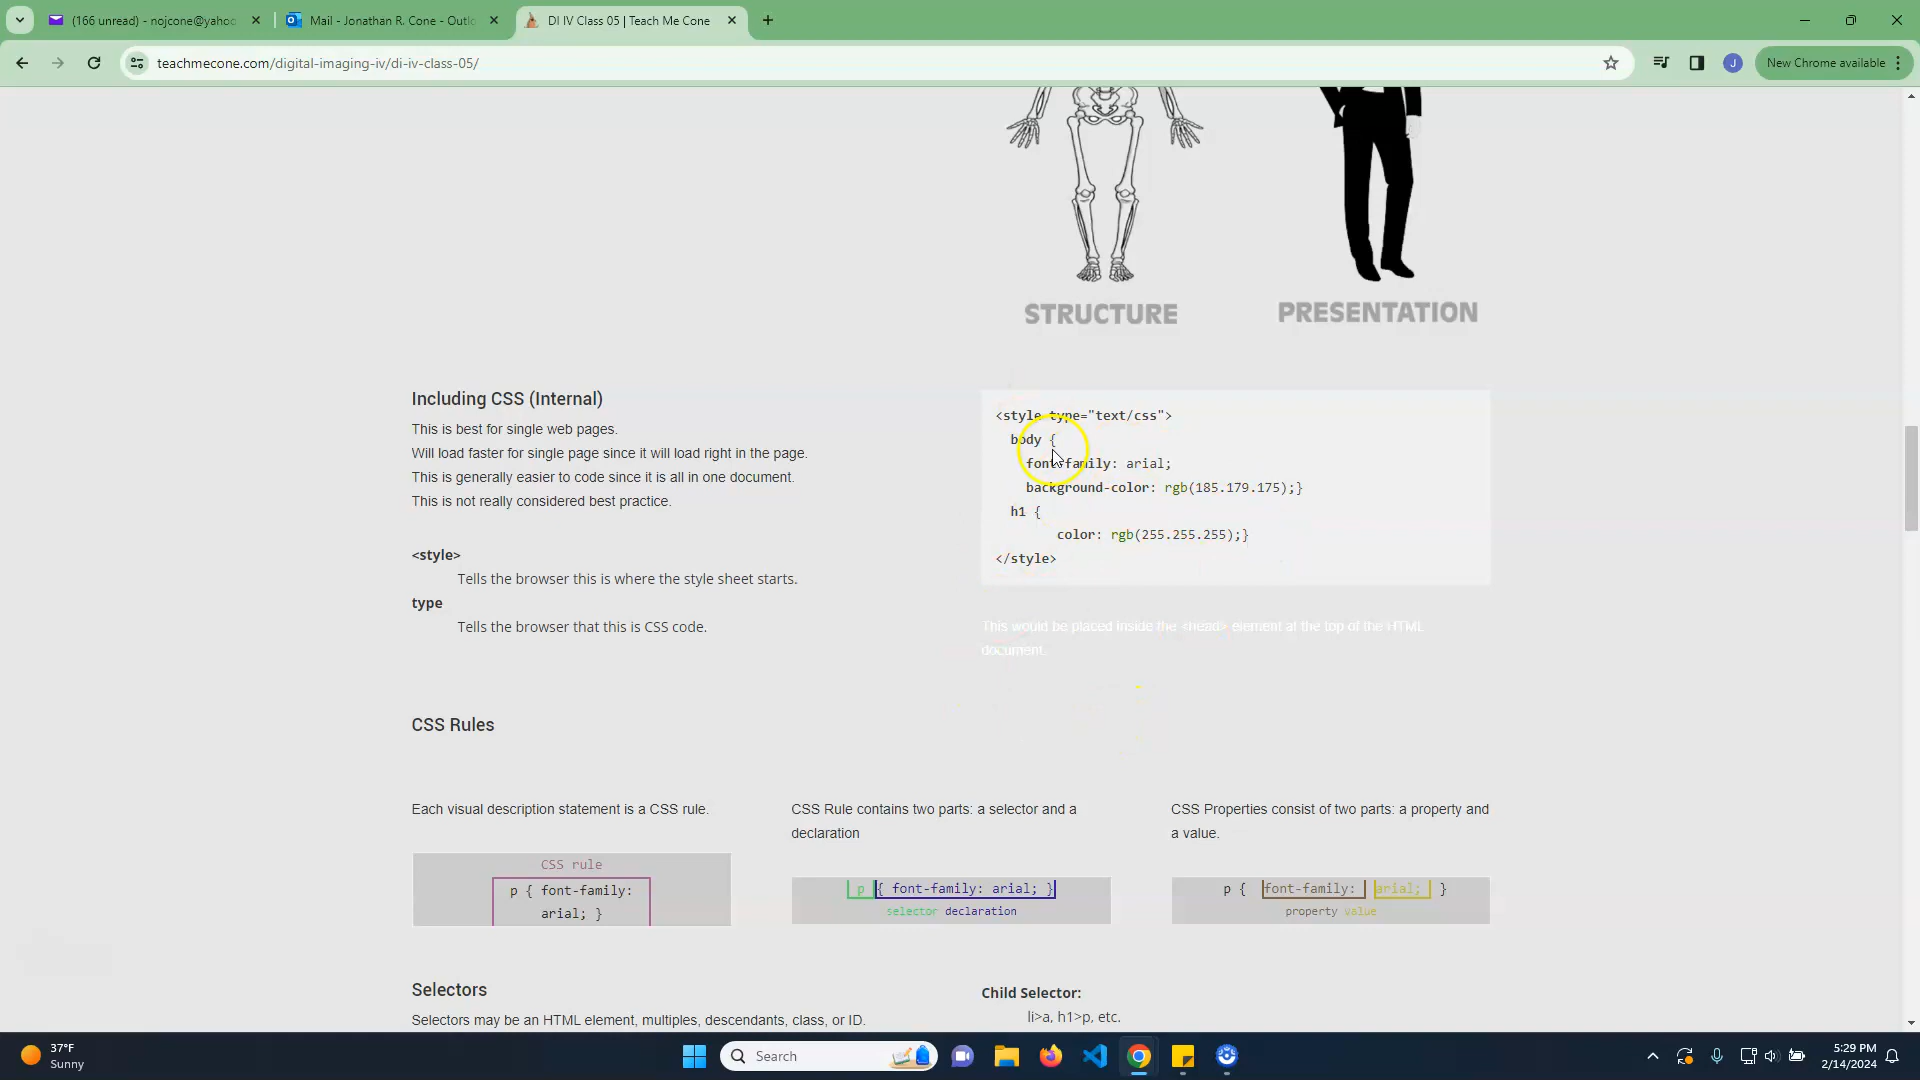 (166 unread) - nojcone@yahoo
Mail - Jonathan R. Cone - Outlo
DI IV Class 05 | Teach Me Cone
teachmecone.com/digital-imaging-iv/di-iv-class-05/
J
New Chrome available
STRUCTURE
PRESENTATION
Including CSS (Internal)
This is best for single web pages.
Will load faster for single page since it will load right in the page.
This is generally easier to code since it is all in one document.
This is not really considered best practice.
<style>
Tells the browser this is where the style sheet starts.
type
Tells the browser that this is CSS code.
<style type="text/css">
body {
font-family: arial;
background-color: rgb(185.179.175);}
h1 {
color: rgb(255.255.255);}
</style>
This would be placed inside the <head> element at the top of the HTML
document.
CSS Rules
Each visual description statement is a CSS rule.
CSS rule
p { font-family:
arial; }
CSS Rule contains two parts: a selector and a
declaration
p { font-family: arial; }
selector declaration
CSS Properties consist of two parts: a property and
a value.
p { font-family: arial; }
property value
Selectors
Selectors may be an HTML element, multiples, descendants, class, or ID.
Child Selector:
li>a, h1>p, etc.
37°F
Sunny
Search
5:29 PM
2/14/2024